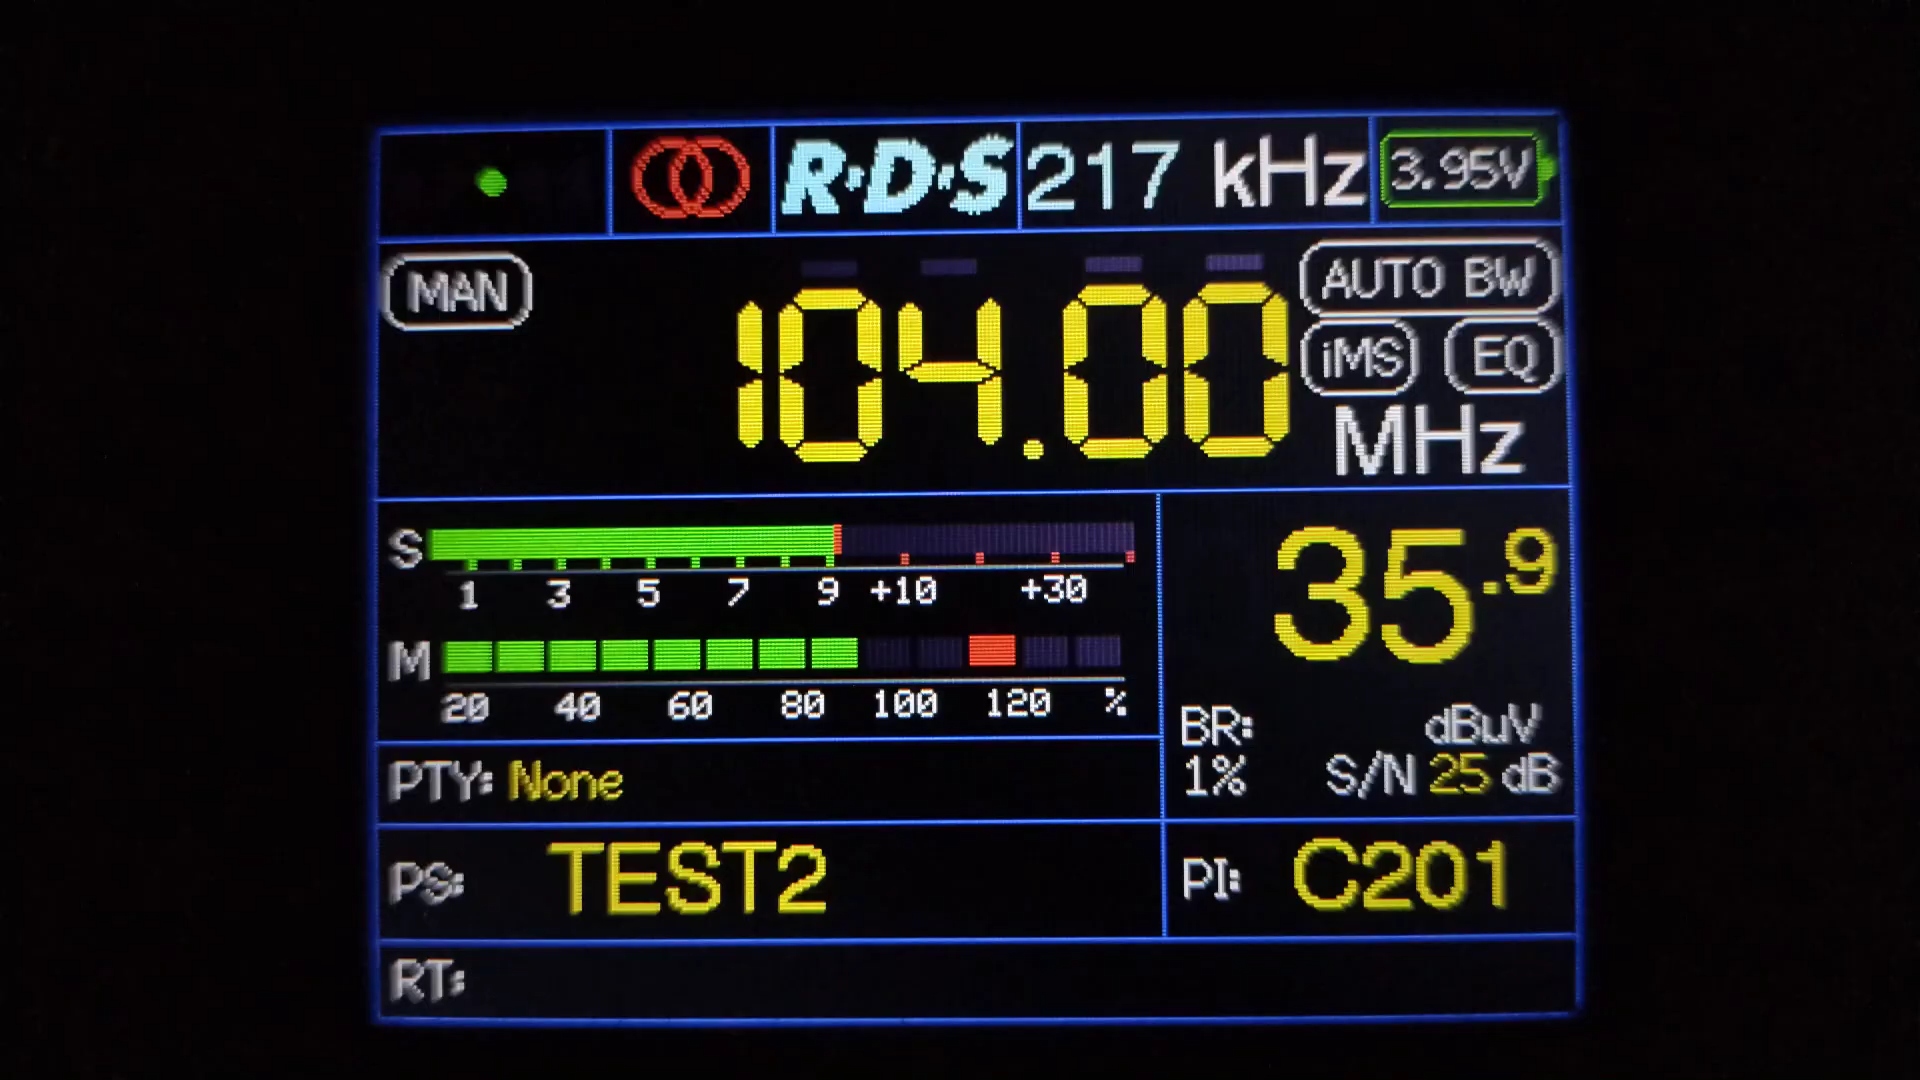 R·D·S 217 kHz 3.95V
MAN 104.00 AUTO BW
iMS EQ
MHz
S
1 3 5 7 9 +10 +30
35.9
M
20 40 60 80 100 120 %
BR: dBuV
1% S/N 25 dB
PTY: None
PS: TEST2 PI: C201
RT: